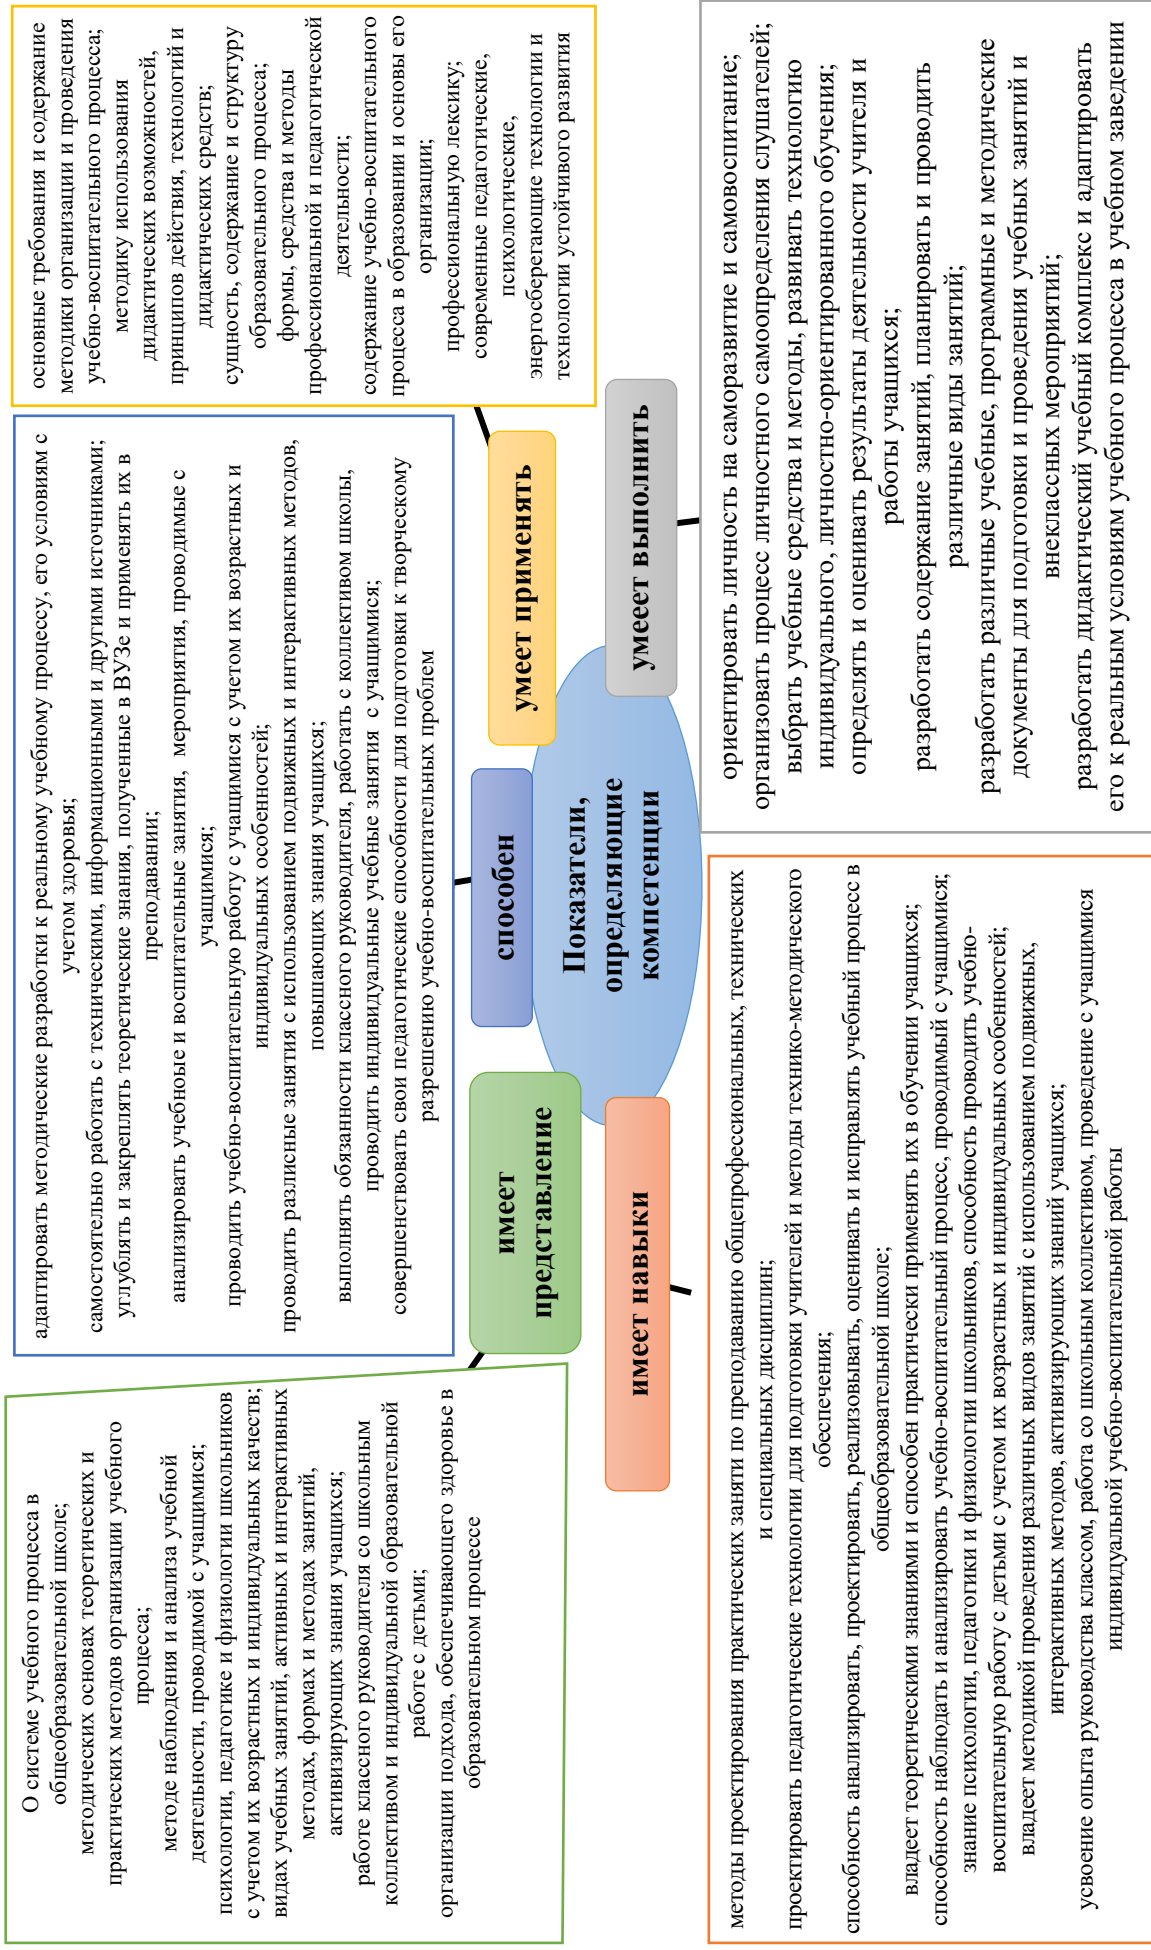 О системе учебного процесса в
общеобразовательной школе;
методических основах теоретических и
практических методов организации учебного
процесса;
методе наблюдения и анализа учебной
деятельности, проводимой с учащимися;
психологии, педагогике и физиологии школьников
с учетом их возрастных и индивидуальных качеств;
видах учебных занятий, активных и интерактивных
методах, формах и методах занятий,
активизирующих знания учащихся;
работе классного руководителя со школьным
коллективом и индивидуальной образовательной
работе с детьми;
организации подхода, обеспечивающего здоровье в
образовательном процессе
адаптировать методические разработки к реальному учебному процессу, его условиям с
учетом здоровья;
самостоятельно работать с техническими, информационными и другими источниками;
углублять и закреплять теоретические знания, полученные в ВУЗе и применять их в
преподавании;
анализировать учебные и воспитательные занятия, мероприятия, проводимые с
учащимися;
проводить учебно-воспитательную работу с учащимися с учетом их возрастных и
индивидуальных особенностей;
проводить разлисные занятия с использованием подвижных и интерактивных методов,
повышающих знания учащихся;
выполнять обязанности классного руководителя, работать с коллективом школы,
проводить индивидуальные учебные занятия с учащимися;
совершенствовать свои педагогические способности для подготовки к творческому
разрешению учебно-воспитательных проблем
основные требования и содержание
методики организации и проведения
учебно-воспитательного процесса;
методику использования
дидактических возможностей,
принципов действия, технологий и
дидактических средств;
сущность, содержание и структуру
образовательного процесса;
формы, средства и методы
профессиональной и педагогической
деятельности;
содержание учебно-воспитательного
процесса в образовании и основы его
организации;
профессиональную лексику;
современные педагогические,
психологические,
энергосберегающие технологии и
технологии устойчивого развития
имеет
представление
способен
умеет применять
Показатели,
определяющие
компетенции
имеет навыки
умееет выполнить
методы проектирования практических заняти по преподаванию общепрофессиональных, технических
и специальных дисциплин;
проектировать педагогические технологии для подготовки учителей и методы технико-методического
обеспечения;
способность анализировать, проектировать, реализовывать, оценивать и исправлять учебный процесс в
общеобразовательной школе;
владеет теоретическими знаниями и способен практически применять их в обучении учащихся;
способность наблюдать и анализировать учебно-воспитательный процесс, проводимый с учащимися;
знание психологии, педагогики и физиологии школьников, способность проводить учебно-
воспитательную работу с детьми с учетом их возрастных и индивидуальных особенностей;
владеет методикой проведения различных видов занятий с использованием подвижных,
интерактивных методов, активизирующих знаний учащихся;
усвоение опыта руководства классом, работа со школьным коллективом, проведение с учащимися
индивидуальной учебно-воспитательной работы
ориентировать личность на саморазвитие и самовоспитание;
организовать процесс личностного самоопределения слушателей;
выбрать учебные средства и методы, развивать технологию
индивидуального, личностно-ориентированного обучения;
определять и оценивать результаты деятельности учителя и
работы учащихся;
разработать содержание занятий, планировать и проводить
различные виды занятий;
разработать различные учебные, программные и методические
документы для подготовки и проведения учебных занятий и
внеклассных мероприятий;
разработать дидактический учебный комплекс и адаптировать
его к реальным условиям учебного процесса в учебном заведении